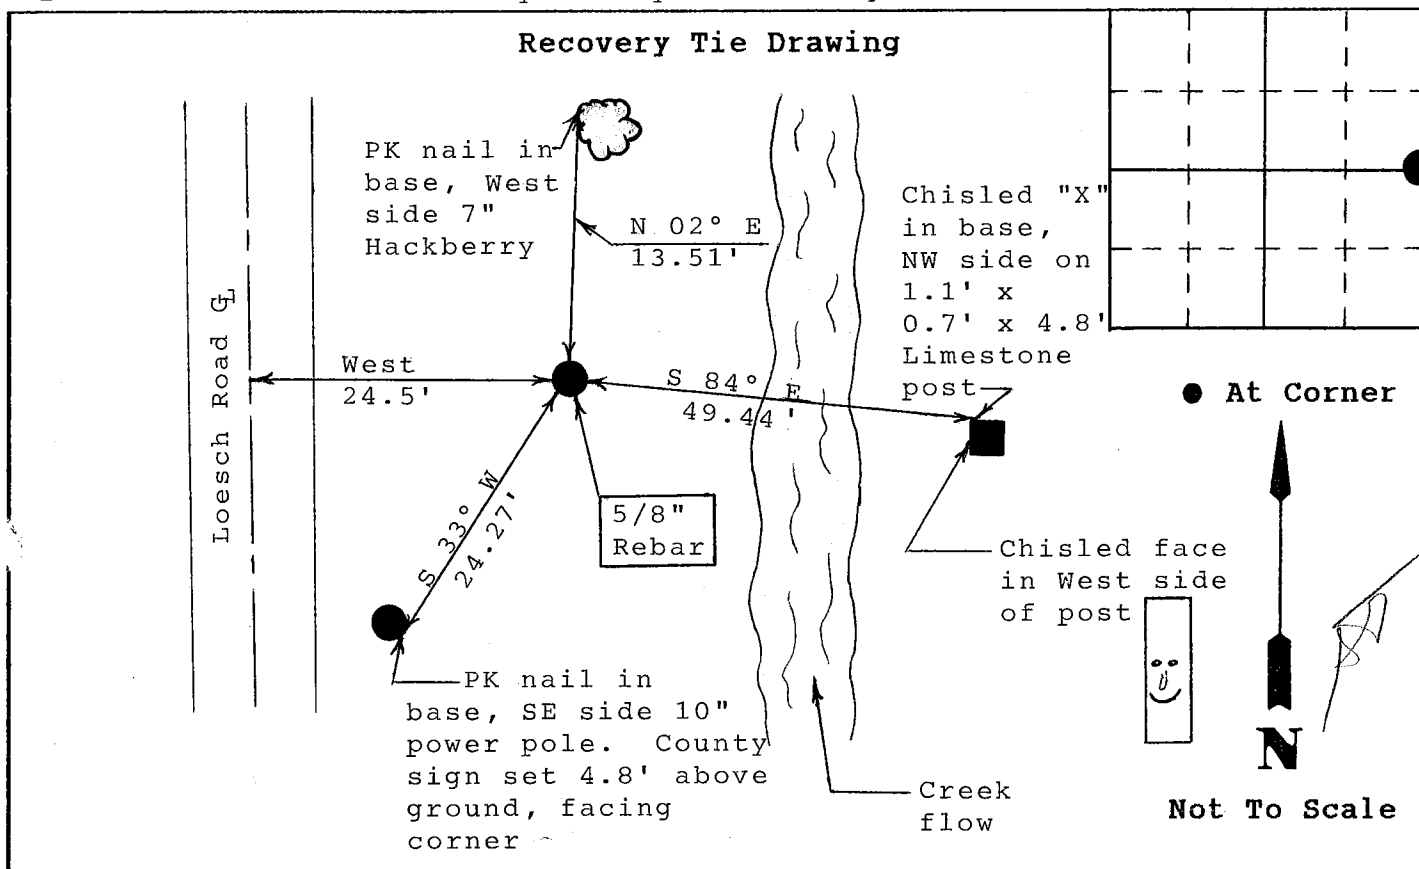 Recovery Tie Drawing
PK nail in
base, West
side 7"
Hackberry
N 02° E
13.51'
Chisled "X"
in base,
NW side on
1.1' x
0.7' x 4.8'
Limestone
post
Loesch Road ℄
West
24.5'
S 84° E
49.44'
At Corner
S 33° W
24.27'
5/8"
Rebar
Chisled face
in West side
of post
PK nail in
base, SE side 10"
power pole. County
sign set 4.8' above
ground, facing
corner
Creek
flow
N
Not To Scale